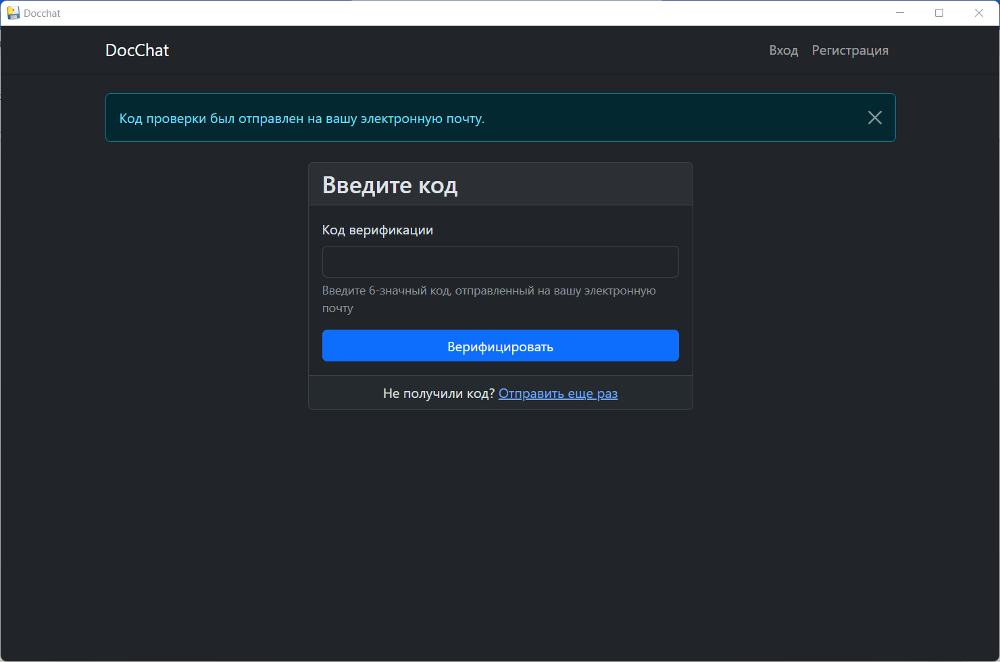 Docchat
DocChat
Вход
Регистрация
Код проверки был отправлен на вашу электронную почту.
Введите код
Код верификации
Введите 6-значный код, отправленный на вашу электронную
почту
Верифицировать
Не получили код? Отправить еще раз